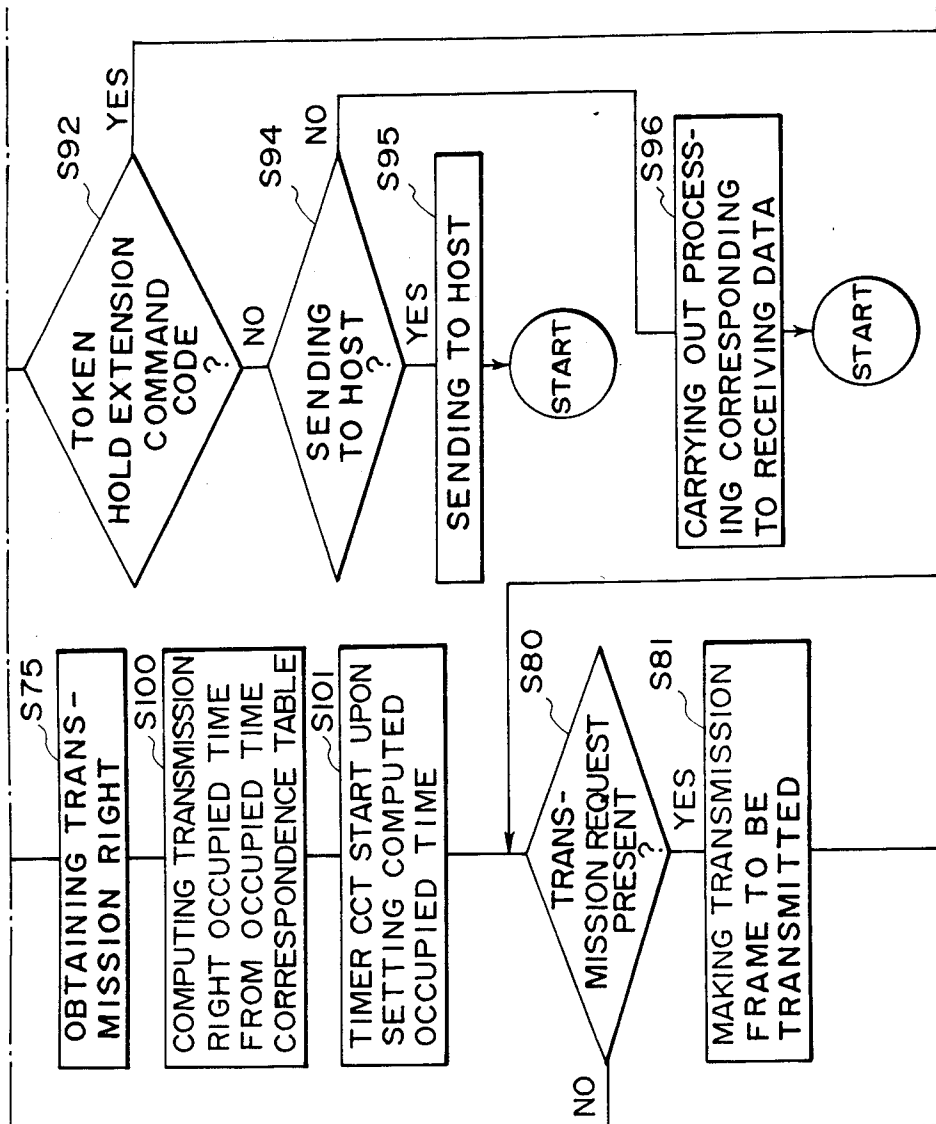 S75
OBTAINING TRANS-
MISSION RIGHT
S100
COMPUTING TRANSMISSION
RIGHT OCCUPIED TIME
FROM OCCUPIED TIME
CORRESPONDENCE TABLE
S101
TIMER CCT START UPON
SETTING COMPUTED
OCCUPIED TIME
S80
TRANS-
MISSION REQUEST
PRESENT
?
NO
YES
S81
MAKING TRANSMISSION
FRAME TO BE
TRANSMITTED
S92
TOKEN
HOLD EXTENSION
COMMAND
CODE
?
YES
NO
S94
SENDING
TO HOST
?
NO
YES
S95
SENDING TO HOST
START
S96
CARRYING OUT PROCESS-
ING CORRESPONDING
TO RECEIVING DATA
START